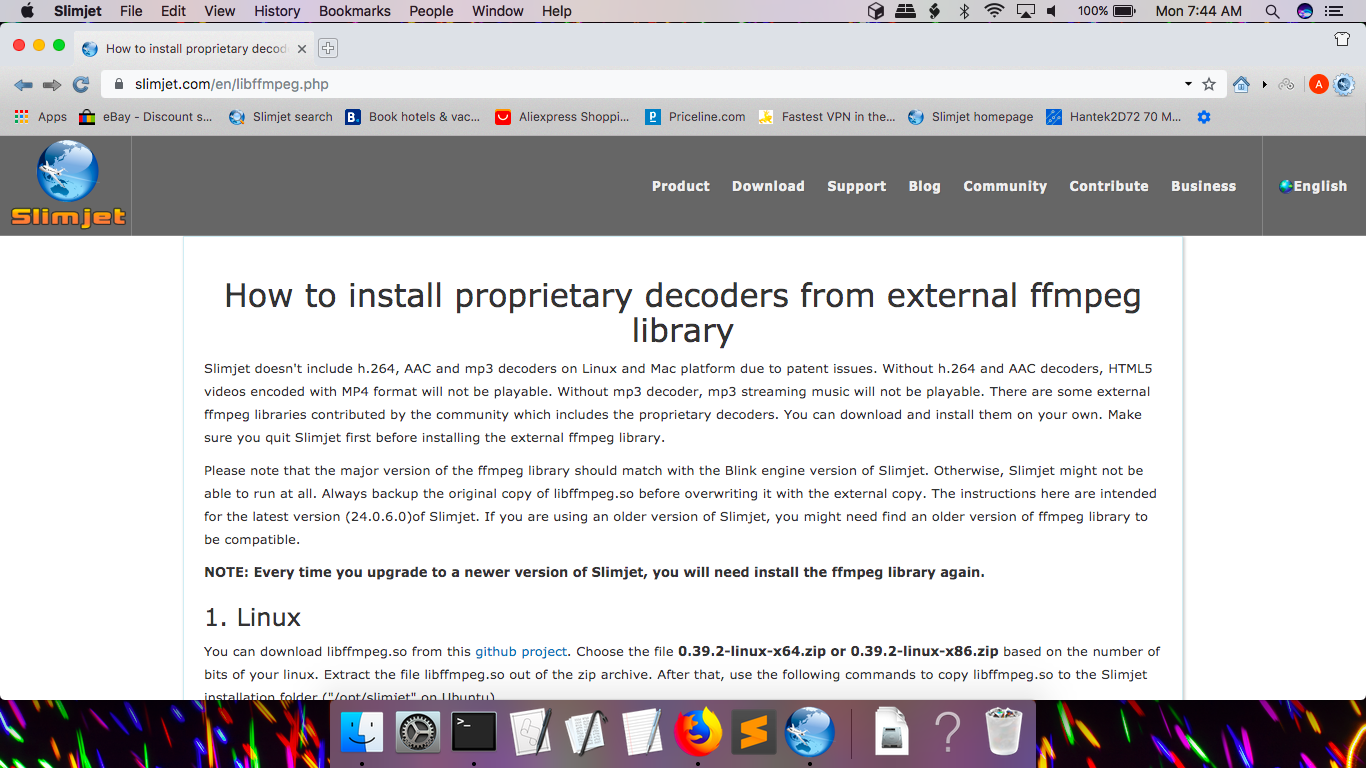 Slimjet File Edit View History Bookmarks People Window Help 100% Mon 7:44 AM
How to install proprietary decod
slimjet.com/en/libffmpeg.php A
Apps eBay - Discount s... Slimjet search B. Book hotels & vac... Aliexpress Shoppi... p Priceline.com Fastest VPN in the... Slimjet homepage Hantek2D72 70 M...
Slimjet Product Download Support Blog Community Contribute Business English
How to install proprietary decoders from external ffmpeg
library
Slimjet doesn't include h.264, AAC and mp3 decoders on Linux and Mac platform due to patent issues. Without h.264 and AAC decoders, HTML5
videos encoded with MP4 format will not be playable. Without mp3 decoder, mp3 streaming music will not be playable. There are some external
ffmpeg libraries contributed by the community which includes the proprietary decoders. You can download and install them on your own. Make
sure you quit Slimjet first before installing the external ffmpeg library.
Please note that the major version of the ffmpeg library should match with the Blink engine version of Slimjet. Otherwise, Slimjet might not be
able to run at all. Always backup the original copy of libffmpeg.so before overwriting it with the external copy. The instructions here are intended
for the latest version (24.0.6.0)of Slimjet. If you are using an older version of Slimjet, you might need find an older version of ffmpeg library to
be compatible.
NOTE: Every time you upgrade to a newer version of Slimjet, you will need install the ffmpeg library again.
1. Linux
You can download libffmpeg.so from this github project. Choose the file 0.39.2-linux-x64.zip or 0.39.2-linux-x86.zip based on the number of
bits of your linux. Extract the file libffmpeg.so out of the zip archive. After that, use the following commands to copy libffmpeg.so to the Slimjet
installation folder ("/opt/slimjet" on Ubuntu)
>_ ?